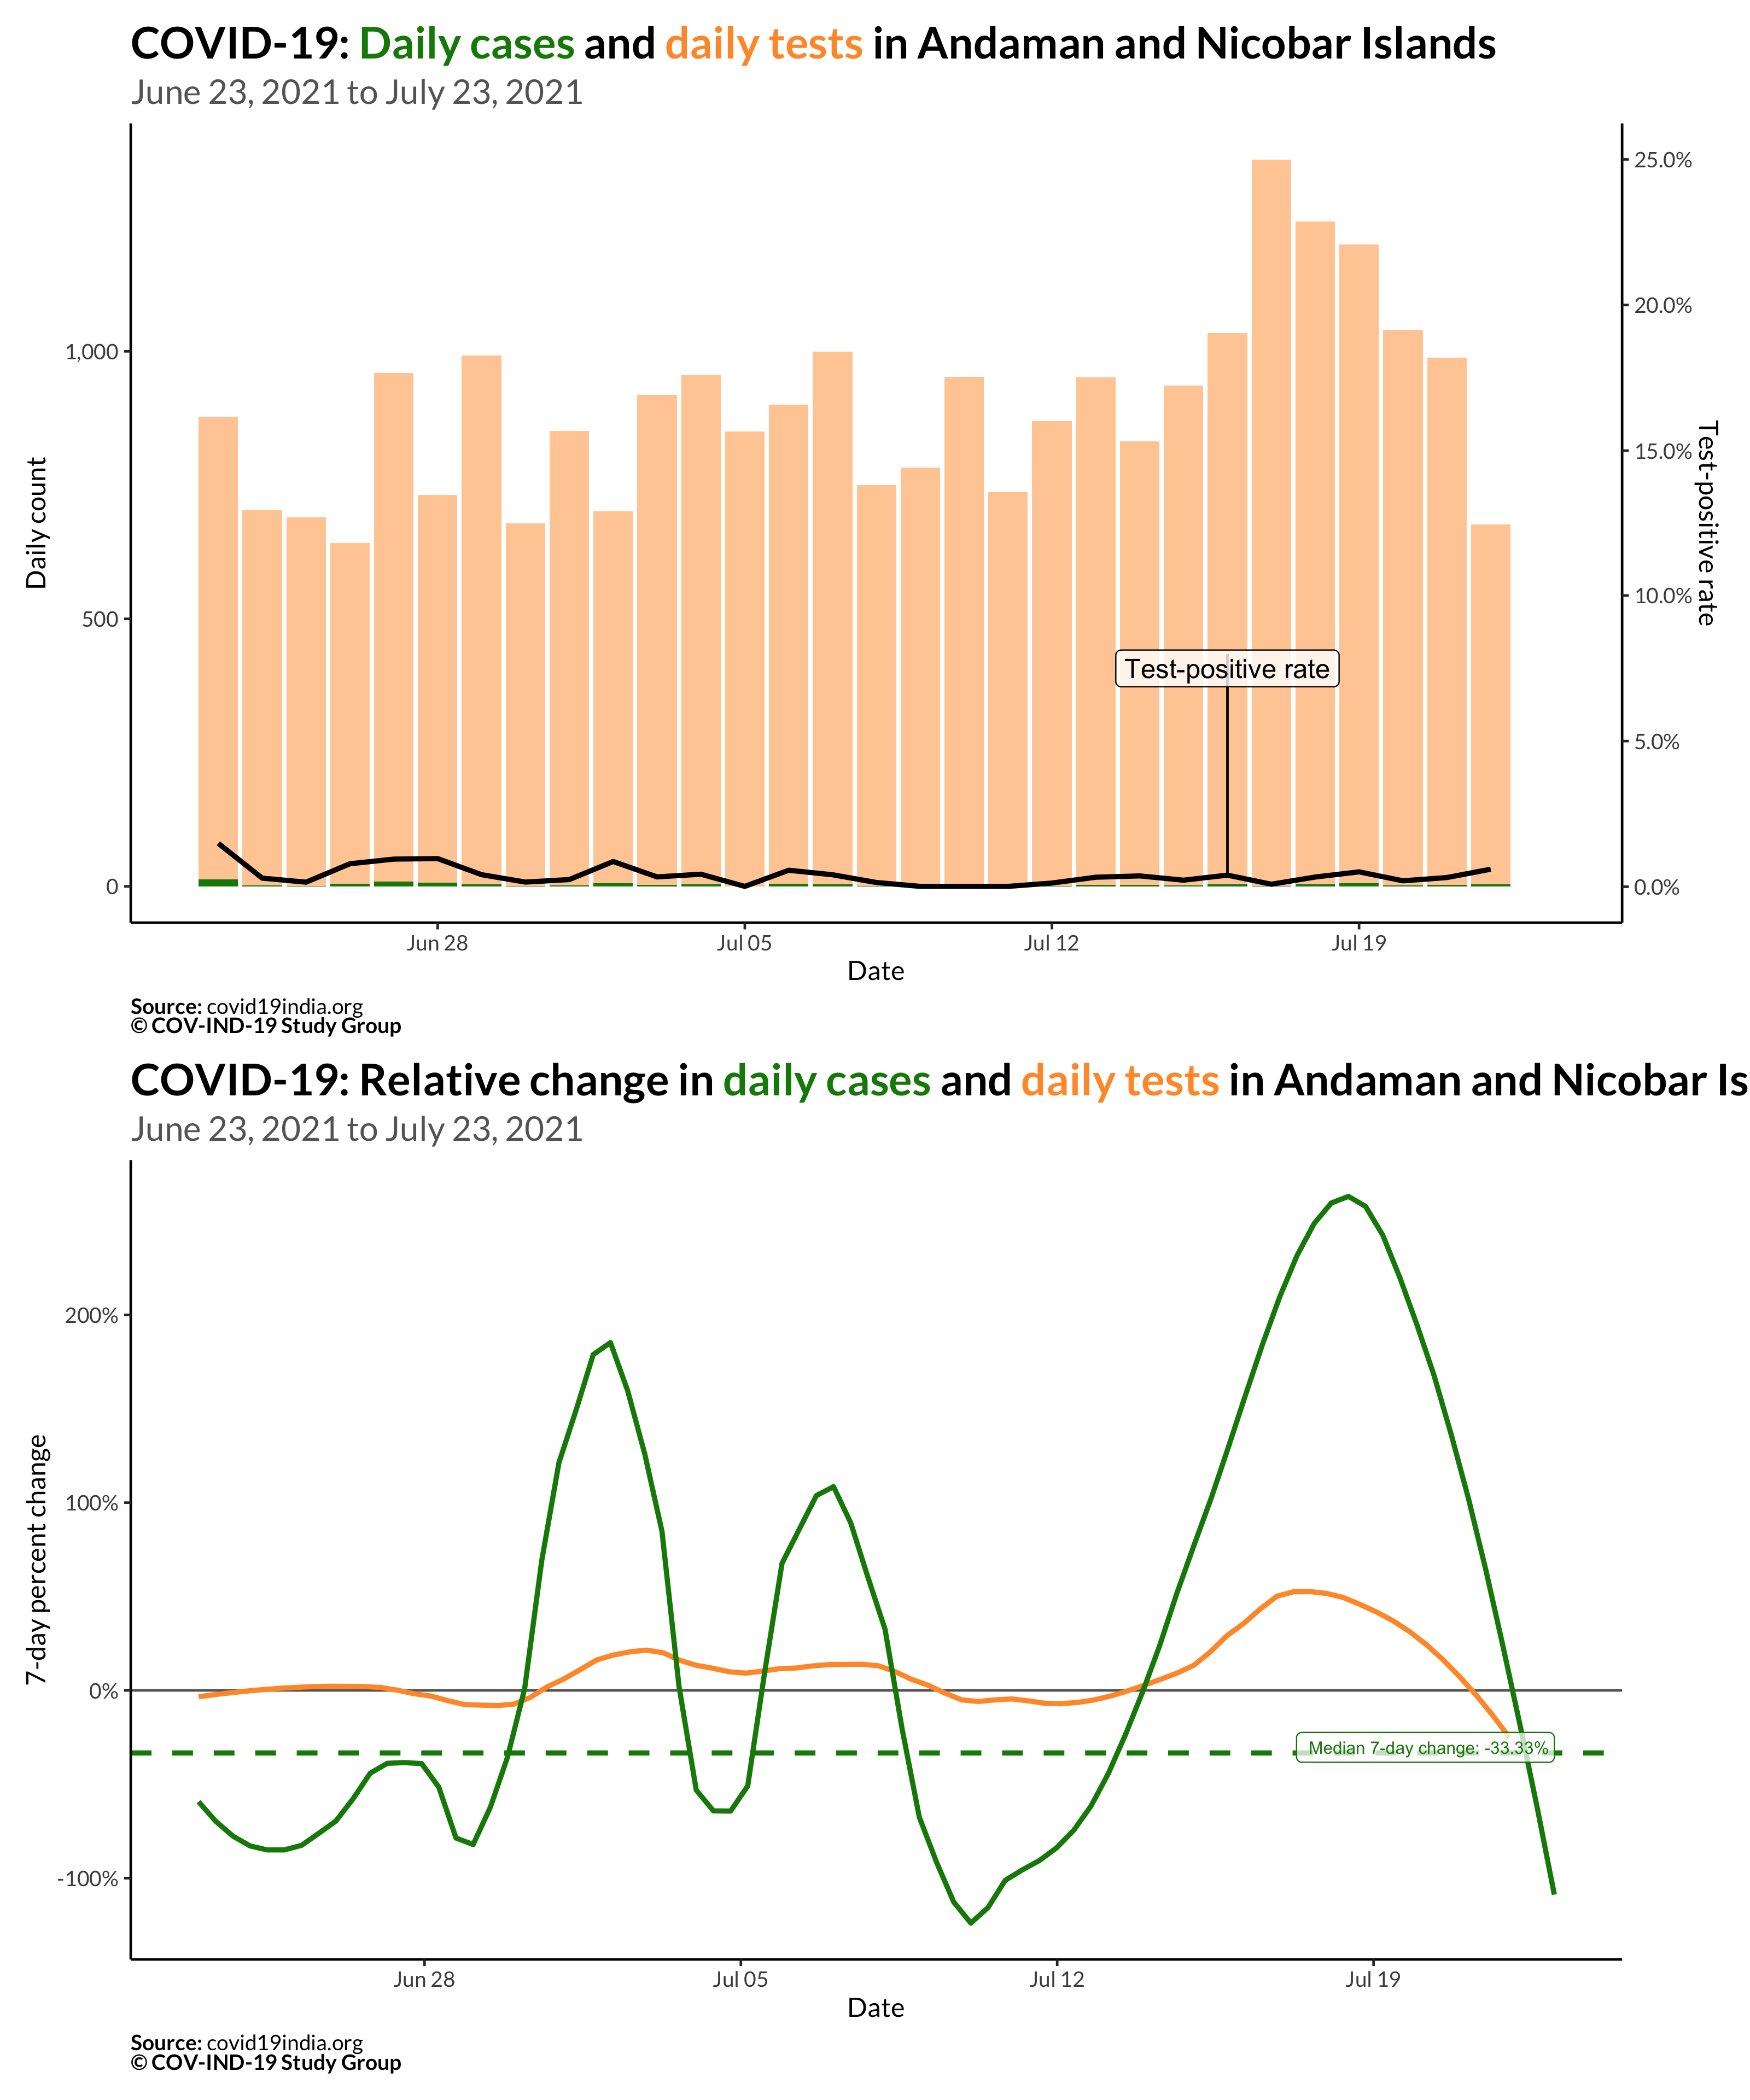 COVID-19: Daily cases and daily tests in Andaman and Nicobar Islands
June 23, 2021 to July 23, 2021
25.0%
20.0%
1,000
15.0%
Daily count
Test-positive rate
10.0%
500
Test-positive rate
5.0%
0
0.0%
Jun 28 Jul 05 Jul 12 Jul 19
Date
Source: covid19india.org
© COV-IND-19 Study Group
COVID-19: Relative change in daily cases and daily tests in Andaman and Nicobar Is
June 23, 2021 to July 23, 2021
200%
100%
7-day percent change
0%
Median 7-day change: -33.33%
-100%
Jun 28 Jul 05 Jul 12 Jul 19
Date
Source: covid19india.org
© COV-IND-19 Study Group